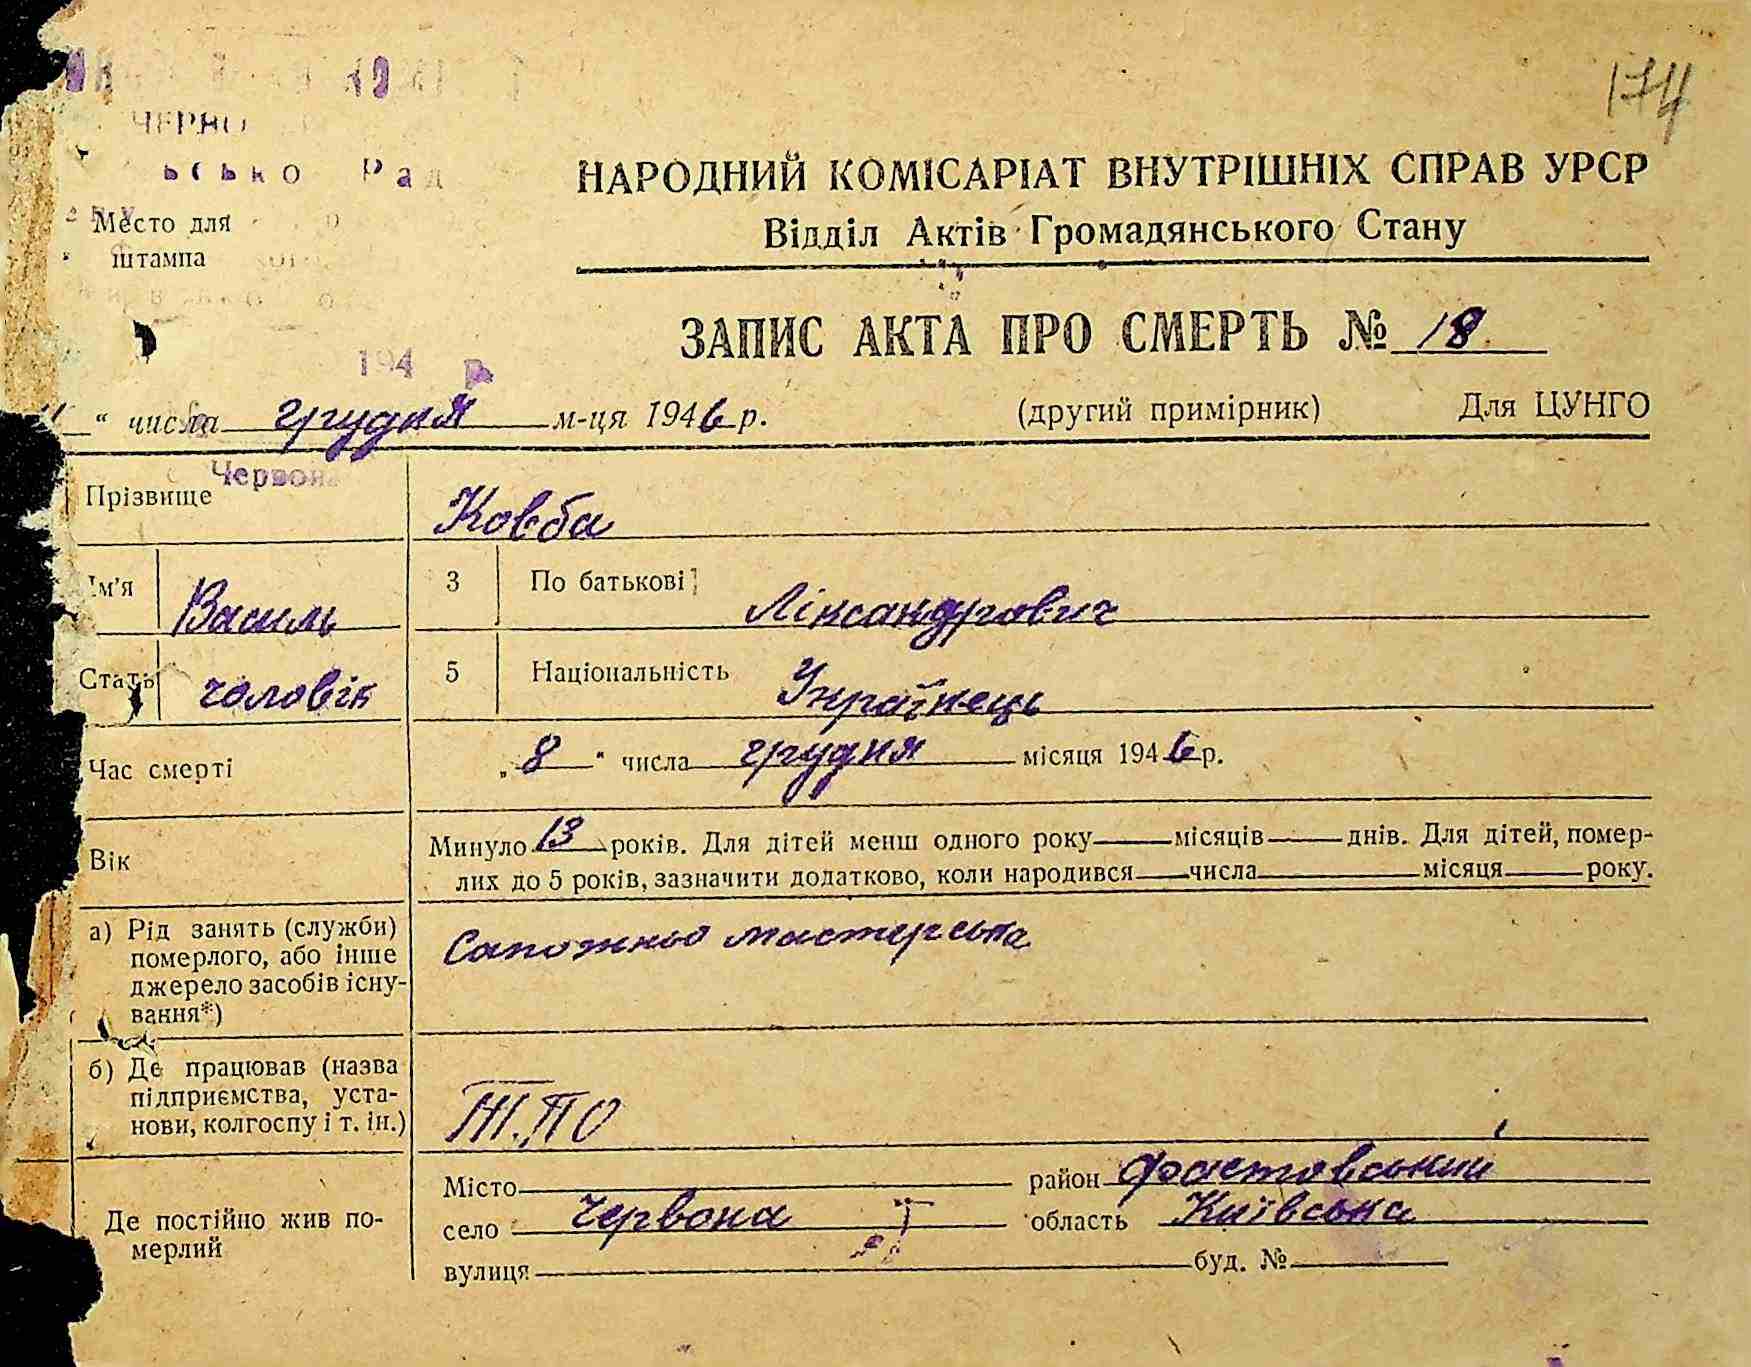 174
ЧЕРНО
ьсько Рад
Место для
штампа
НАРОДНИЙ КОМІСАРІАТ ВНУТРІШНІХ СПРАВ УРСР
Відділ Актів Громадянського Стану
ЗАПИС АКТА ПРО СМЕРТЬ № 18
194 р
“ числа грудня м-ця 1946 р. (другий примірник) Для ЦУНГО
Червон
Прізвище Ковба
Ім'я Василь 3 По батькові Ліксандрович
Стать чоловік 5 Національність Українець
Час смерті „ 8 “ числа грудня місяця 1946 р.
Вік Минуло 13 років. Для дітей менш одного року — місяців — днів. Для дітей, помер-
лих до 5 років, зазначити додатково, коли народився — числа — місяця — року.
а) Рід занять (служби)
померлого, або інше
джерело засобів існу-
вання*)
Сапожньо мастерська
б) Де працював (назва
підприємства, уста-
нови, колгоспу і т. ін.)
Де постійно жив по-
мерлий
Місто — район Фастовський
село Червона область Київська
вулиця — буд. № —